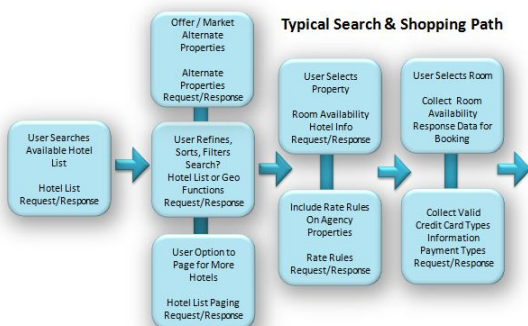 Typical Search & Shopping Path
User Searches
Available Hotel
List
Hotel List
Request/Response
Offer / Market
Alternate
Properties
Alternate
Properties
Request/Response
User Refines,
Sorts, Filters
Search?
Hotel List or Geo
Functions
Request/Response
User Option to
Page for More
Hotels
Hotel List Paging
Request/Response
User Selects
Property
Room Availability
Hotel Info
Request/Response
Include Rate Rules
On Agency
Properties
Rate Rules
Request/Response
User Selects Room
Collect Room
Availability
Response Data for
Booking
Collect Valid
Credit Card Types
Information
Payment Types
Request/Response